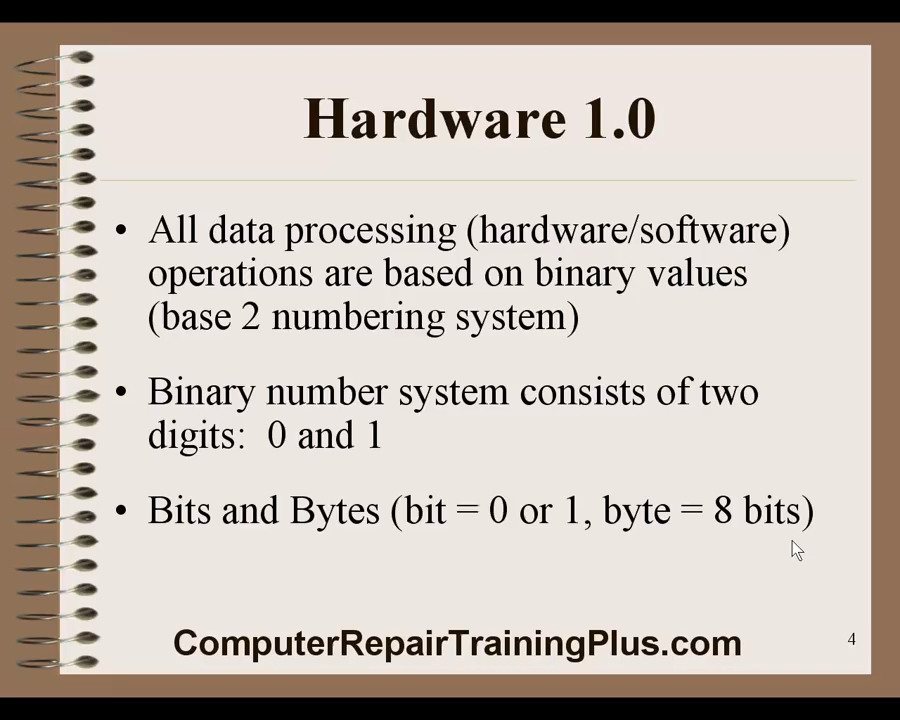 Hardware 1.0
• All data processing (hardware/software)
operations are based on binary values
(base 2 numbering system)
• Binary number system consists of two
digits:  0 and 1
• Bits and Bytes (bit = 0 or 1, byte = 8 bits)
ComputerRepairTrainingPlus.com
4